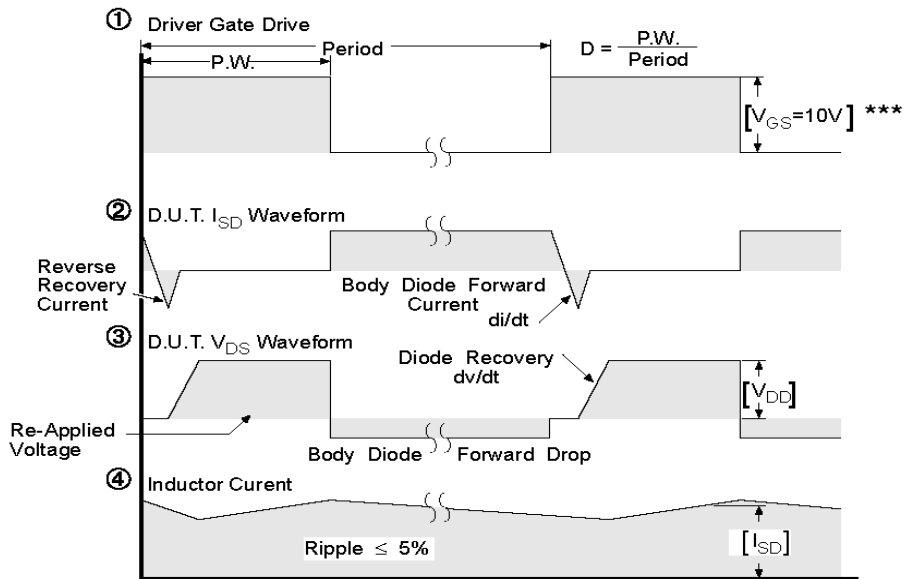 ① Driver Gate Drive
Period
P.W.
D = P.W.
Period
[VGS=10V] ***
② D.U.T. ISD Waveform
Reverse
Recovery
Current
Body Diode Forward
Current
di/dt
③ D.U.T. VDS Waveform
Diode Recovery
dv/dt
[VDD]
Re-Applied
Voltage
Body Diode Forward Drop
④ Inductor Curent
Ripple ≤ 5%
[ISD]